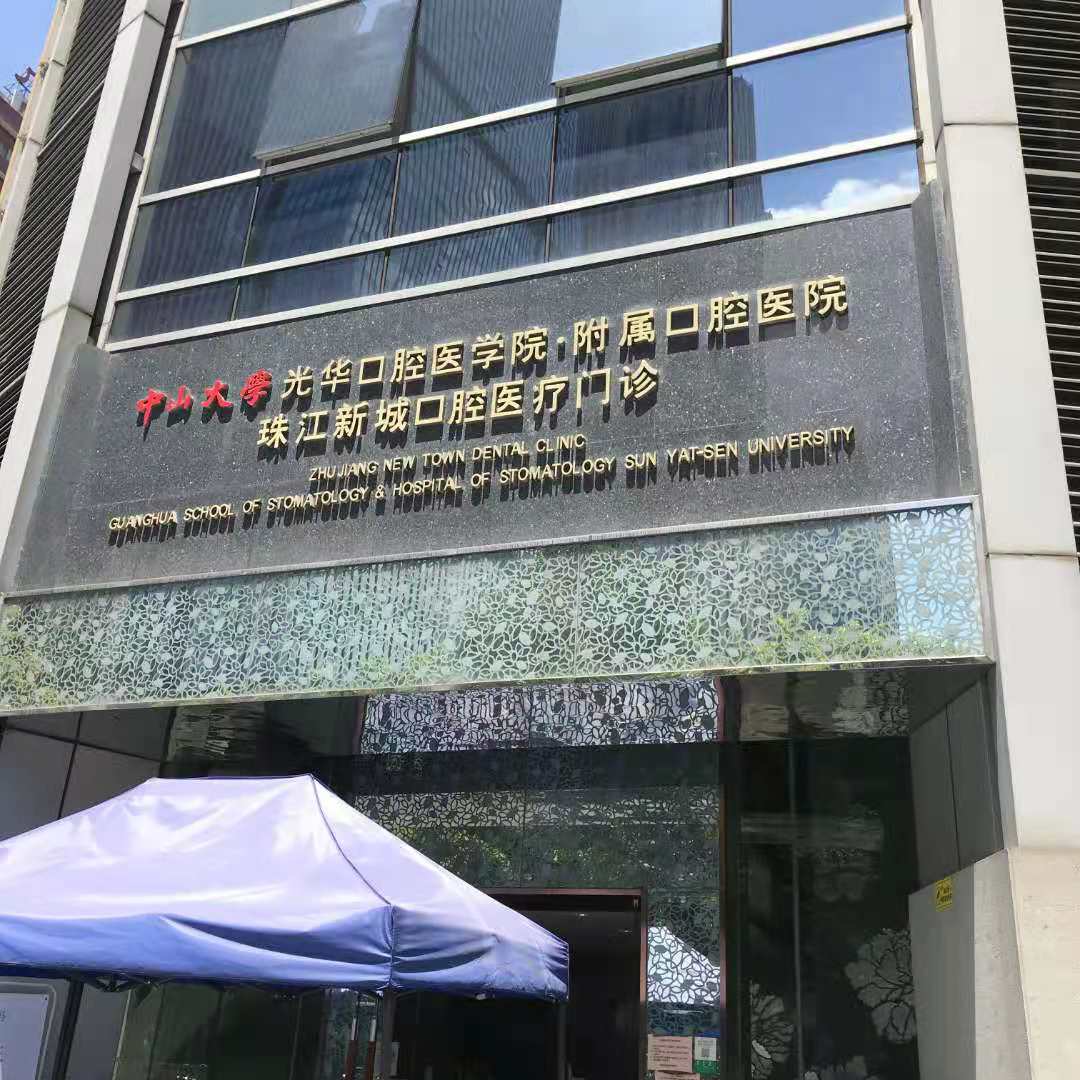 中山大學光华口腔医学院·附属口腔医院
珠江新城口腔医疗门诊
ZHUJIANG NEW TOWN DENTAL CLINIC
GUANGHUA SCHOOL OF STOMATOLOGY & HOSPITAL OF STOMATOLOGY SUN YAT-SEN UNIVERSITY